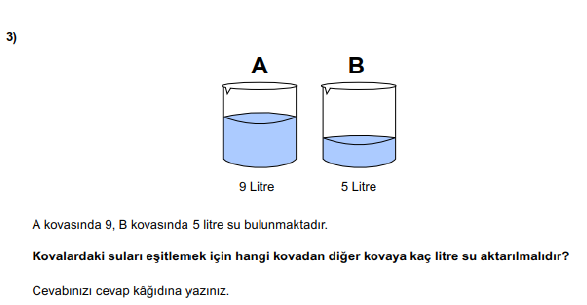 3)
A B
9 Litre 5 Litre
A kovasında 9, B kovasında 5 litre su bulunmaktadır.
Kovalardaki suları eşitlemek için hangi kovadan diğer kovaya kaç litre su aktarılmalıdır?
Cevabınızı cevap kâğıdına yazınız.